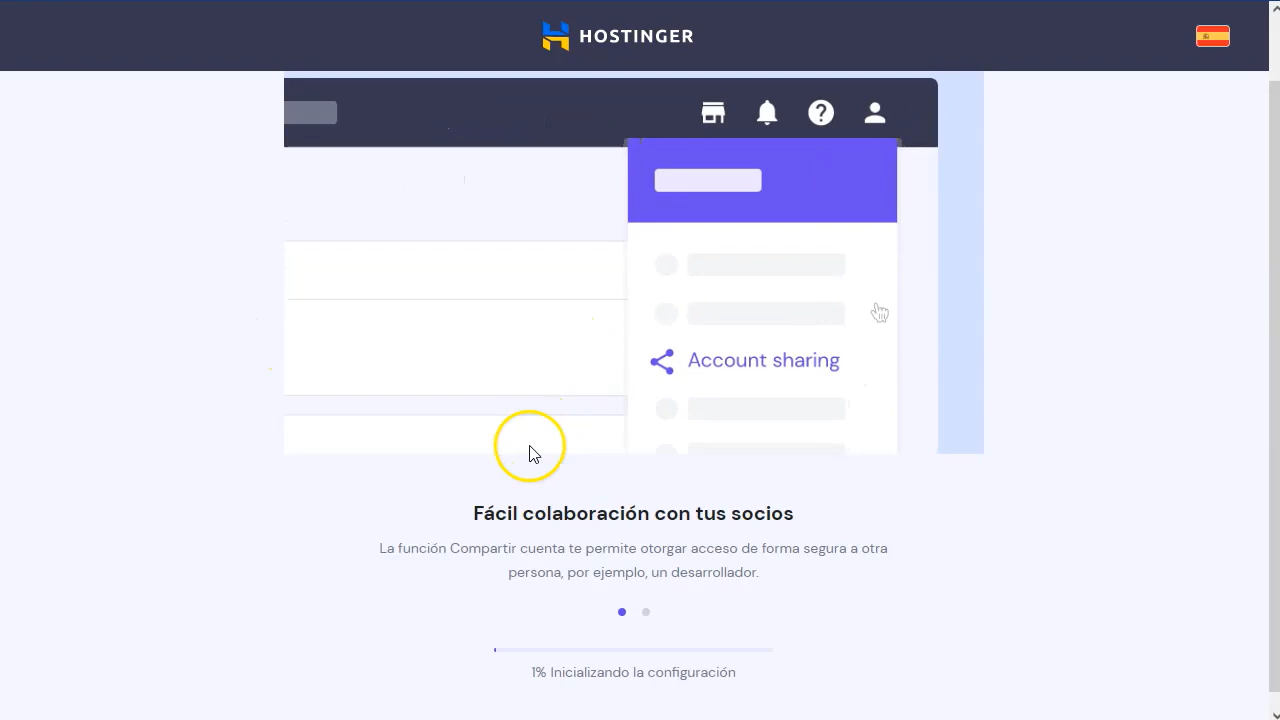 HOSTINGER
Account sharing
Fácil colaboración con tus socios
La función Compartir cuenta te permite otorgar acceso de forma segura a otra
persona, por ejemplo, un desarrollador.
1% Inicializando la configuración